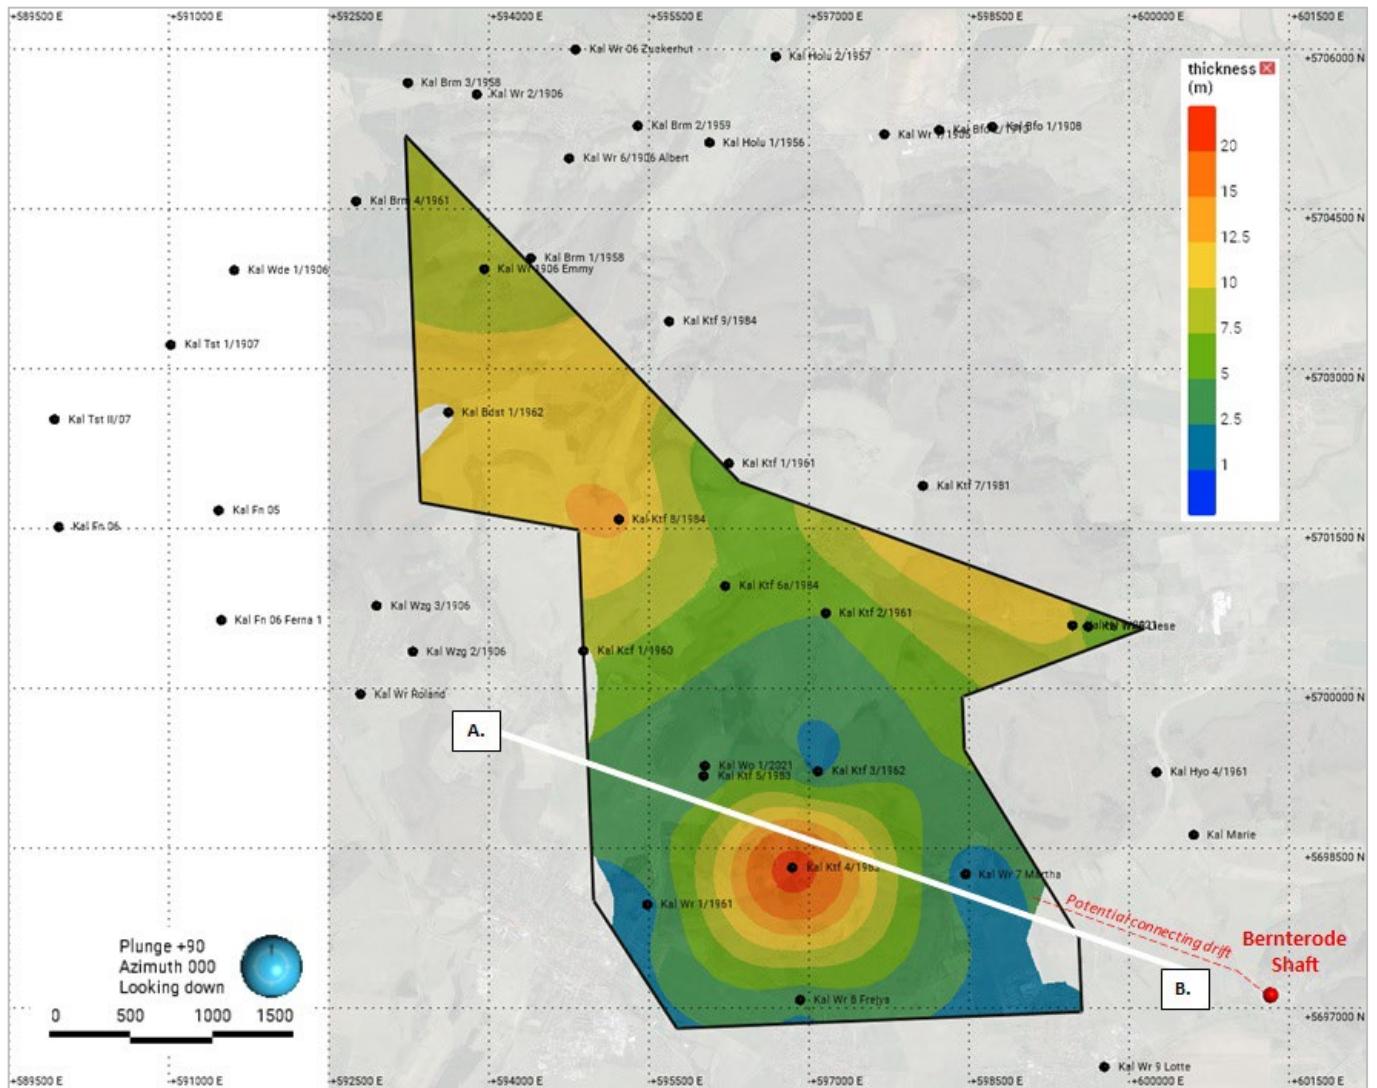 +589500 E +591000 E +592500 E +594000 E +595500 E +597000 E +598500 E +600000 E +601500 E
Kal Wr 06 Zuckerhut
Kal Holu 2/1957
+5706000 N
thickness
(m)
Kal Brm 3/1958
Kal Wr 2/1906
20
15
12.5
10
7.5
5
2.5
1
Kal Brm 2/1959
Kal Holu 1/1956
Kal Bfo 1/1908
Kal Wr 6/1906 Albert
Kal Brm 4/1961
+5704500 N
Kal Brm 1/1958
Kal Wr 1906 Emmy
Kal Wde 1/1906
Kal Ktf 9/1984
Kal Tst 1/1907
+5703000 N
Kal Bdst 1/1962
Kal Tst II/07
Kal Ktf 1/1961
Kal Ktf 7/1981
Kal Fn 05
Kal Ktf 8/1984
Kal Fn 06
+5701500 N
Kal Ktf 6a/1984
Kal Wzg 3/1906
Kal Ktf 2/1961
Kal Fn 06 Ferna 1
Kal Wzg 2/1906
Kal Ktf 1/1960
Kal Wr Roland
+5700000 N
A.
Kal Wo 1/2021
Kal Ktf 5/1983
Kal Ktf 3/1962
Kal Hyo 4/1961
Kal Marie
+5698500 N
Kal Ktf 4/1983
Kal Wr 7 Martha
Kal Wr 1/1961
Potential connecting drift
Bernterode
Shaft
Plunge +90
Azimuth 000
Looking down
B.
Kal Wr 8 Freiya
0 500 1000 1500
+5697000 N
Kal Wr 9 Lotte
+589500 E +591000 E +592500 E +594000 E +595500 E +597000 E +598500 E +600000 E +601500 E